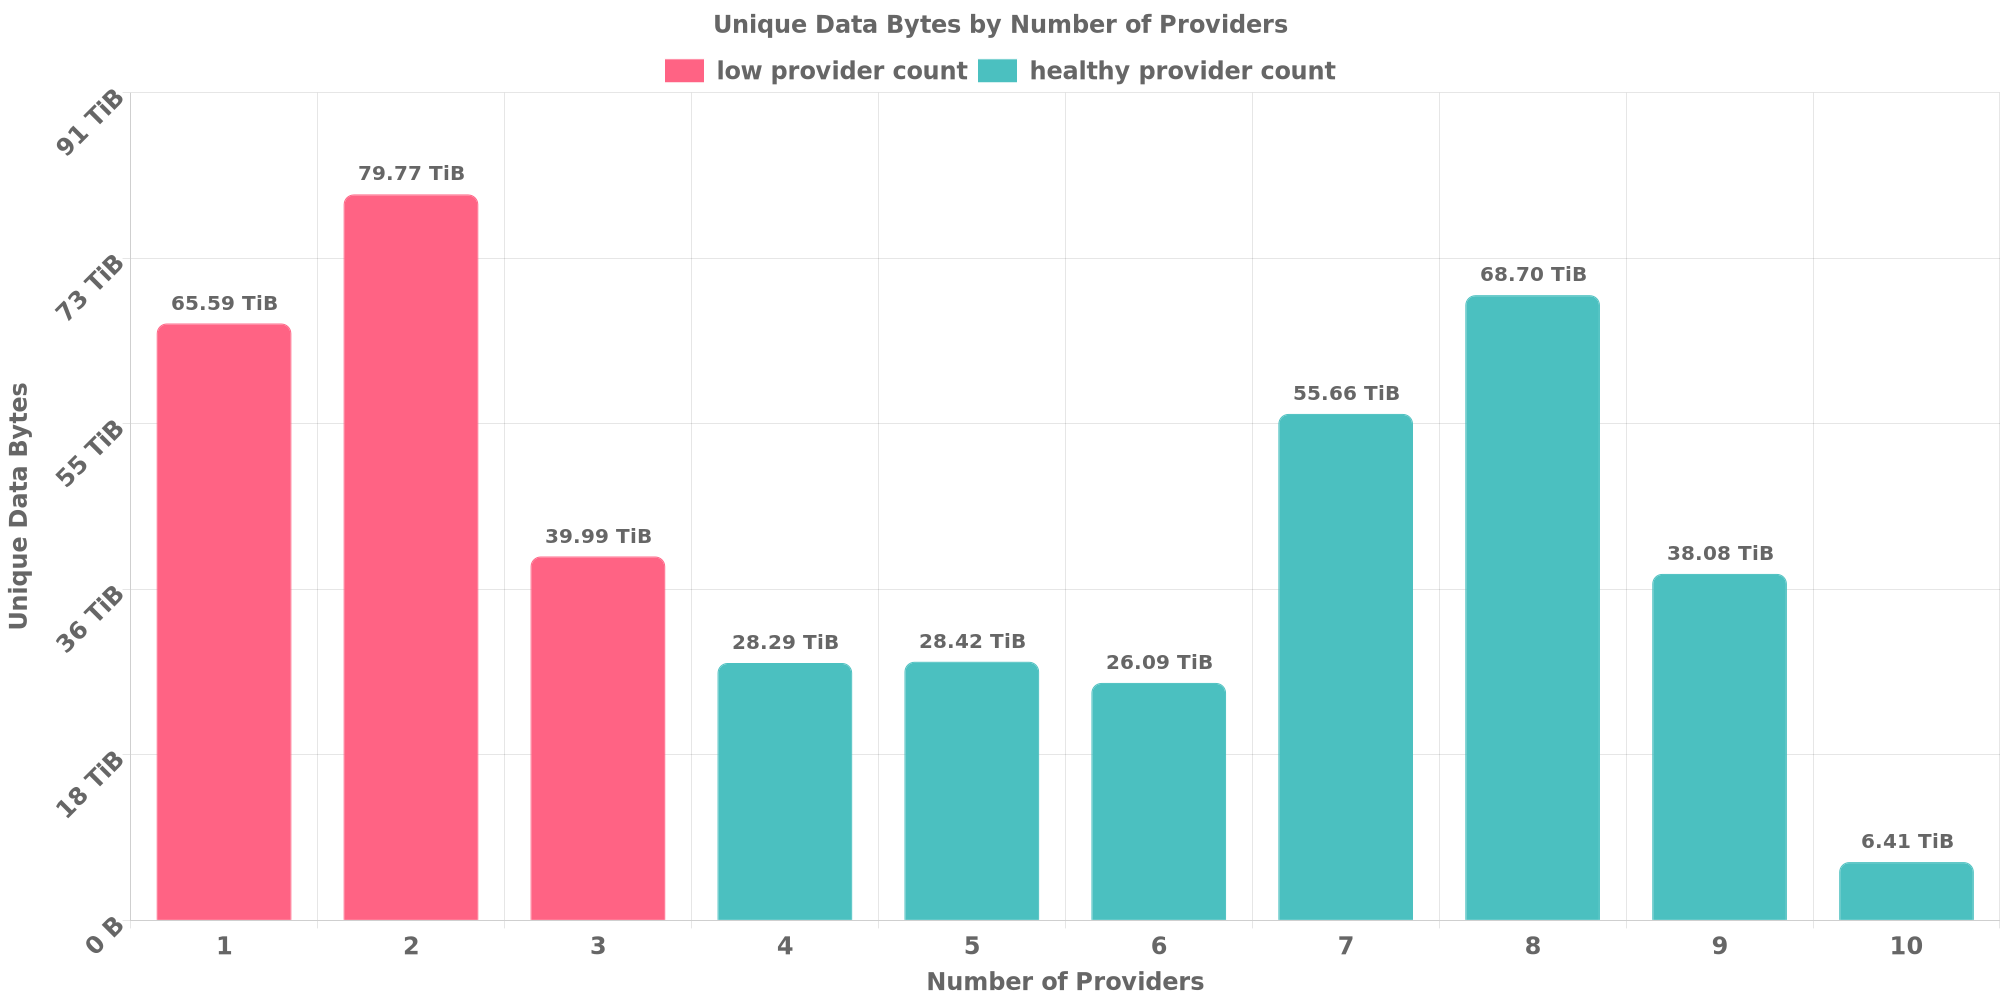 Unique Data Bytes by Number of Providers
low provider count healthy provider count
91 TiB
73 TiB
55 TiB
36 TiB
18 TiB
0 B
Unique Data Bytes
65.59 TiB
79.77 TiB
39.99 TiB
28.29 TiB
28.42 TiB
26.09 TiB
55.66 TiB
68.70 TiB
38.08 TiB
6.41 TiB
1 2 3 4 5 6 7 8 9 10
Number of Providers